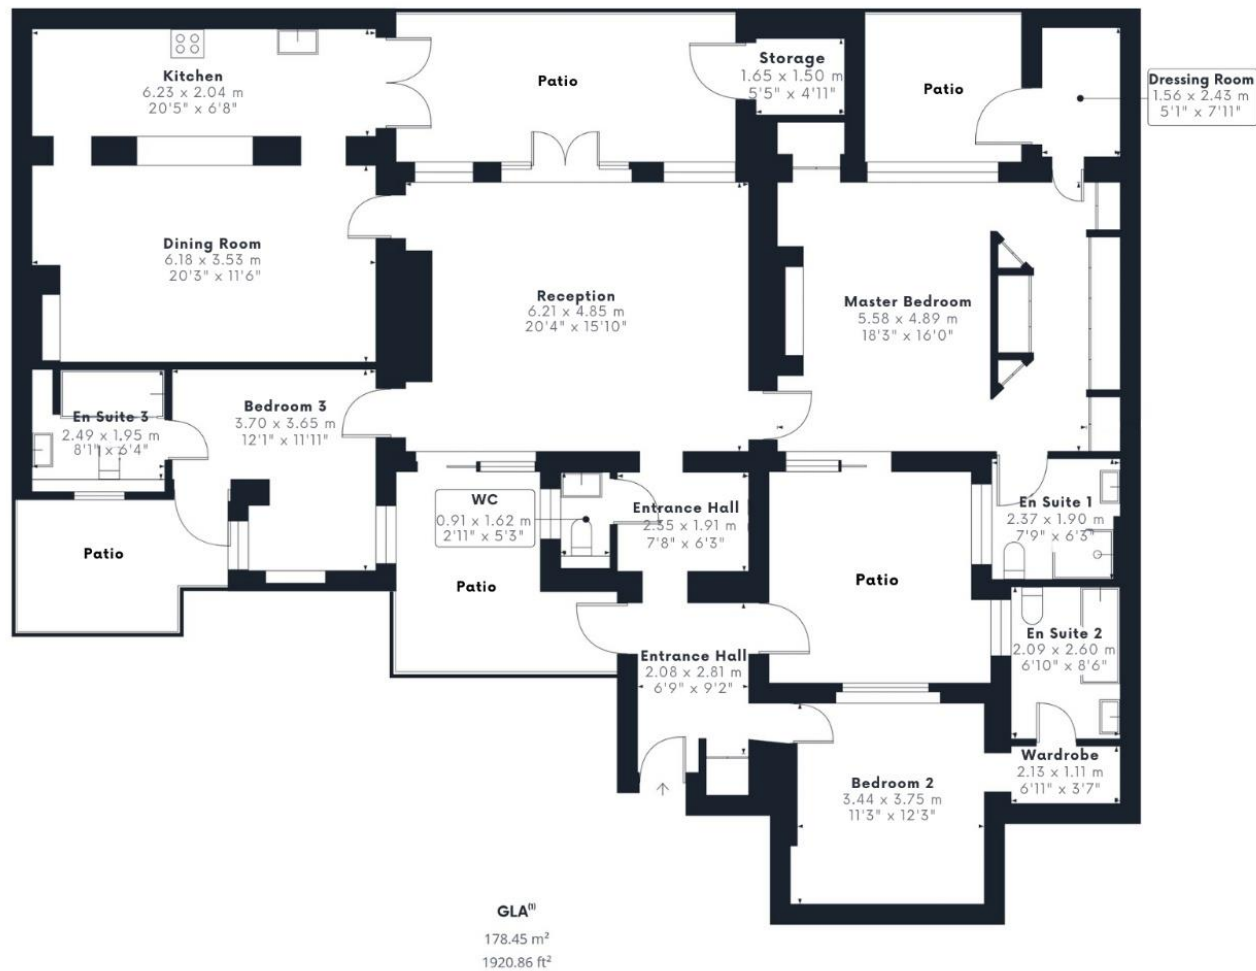 Kitchen
6.23 x 2.04 m
20'5" x 6'8"
Patio
Storage
1.65 x 1.50 m
5'5" x 4'11"
Patio
Dressing Room
1.56 x 2.43 m
5'1" x 7'11"
Dining Room
6.18 x 3.53 m
20'3" x 11'6"
Reception
6.21 x 4.85 m
20'4" x 15'10"
Master Bedroom
5.58 x 4.89 m
18'3" x 16'0"
En Suite 3
2.49 x 1.95 m
8'1" x 6'4"
Bedroom 3
3.70 x 3.65 m
12'1" x 11'11"
WC
0.91 x 1.62 m
2'11" x 5'3"
Entrance Hall
2.35 x 1.91 m
7'8" x 6'3"
En Suite 1
2.37 x 1.90 m
7'9" x 6'3"
Patio
Patio
Patio
En Suite 2
2.09 x 2.60 m
6'10" x 8'6"
Entrance Hall
2.08 x 2.81 m
6'9" x 9'2"
Wardrobe
2.13 x 1.11 m
6'11" x 3'7"
Bedroom 2
3.44 x 3.75 m
11'3" x 12'3"
GLA⁽¹⁾
178.45 m²
1920.86 ft²